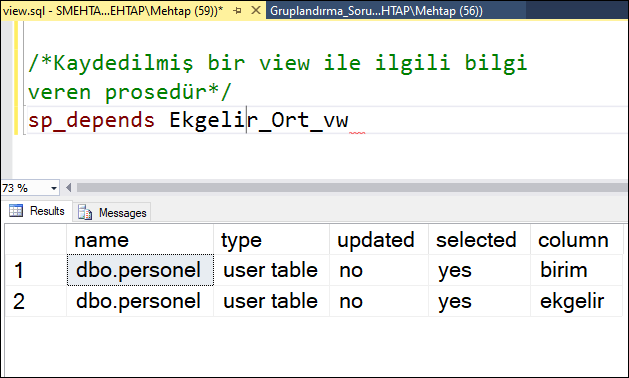 view.sql - SMEHTA...EHTAP\Mehtap (59))* Gruplandırma_Soru...HTAP\Mehtap (56))
/*Kaydedilmiş bir view ile ilgili bilgi
veren prosedür*/
sp_depends Ekgelir_Ort_vw
73 %
Results Messages
name type updated selected column
1 dbo.personel user table no yes birim
2 dbo.personel user table no yes ekgelir